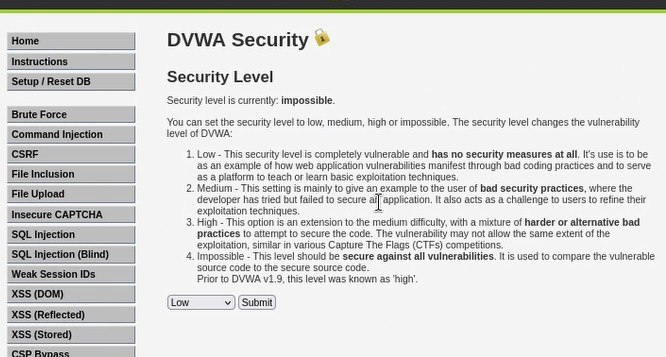 Home
Instructions
Setup / Reset DB
Brute Force
Command Injection
CSRF
File Inclusion
File Upload
Insecure CAPTCHA
SQL Injection
SQL Injection (Blind)
Weak Session IDs
XSS (DOM)
XSS (Reflected)
XSS (Stored)
CSP Bypass
DVWA Security
Security Level
Security level is currently: impossible.
You can set the security level to low, medium, high or impossible. The security level changes the vulnerability
level of DVWA:
1. Low - This security level is completely vulnerable and has no security measures at all. It's use is to be
as an example of how web application vulnerabilities manifest through bad coding practices and to serve
as a platform to teach or learn basic exploitation techniques.
2. Medium - This setting is mainly to give an example to the user of bad security practices, where the
developer has tried but failed to secure an application. It also acts as a challenge to users to refine their
exploitation techniques.
3. High - This option is an extension to the medium difficulty, with a mixture of harder or alternative bad
practices to attempt to secure the code. The vulnerability may not allow the same extent of the
exploitation, similar in various Capture The Flags (CTFs) competitions.
4. Impossible - This level should be secure against all vulnerabilities. It is used to compare the vulnerable
source code to the secure source code.
Prior to DVWA v1.9, this level was known as 'high'.
Low
Submit